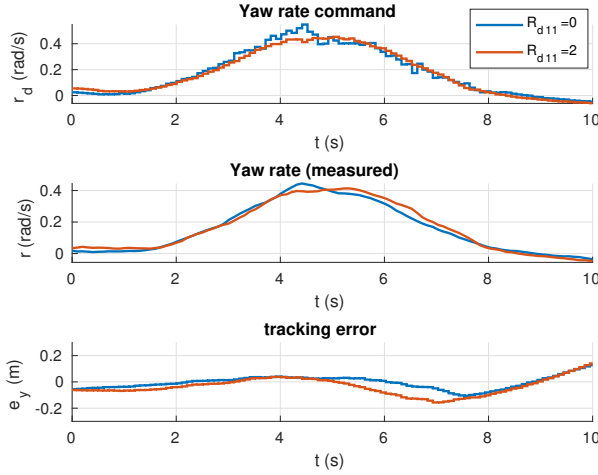 Yaw rate command
R_d11=0
R_d11=2
r_d (rad/s)
0.4
0.2
0
0 2 4 6 8 10
t (s)
Yaw rate (measured)
r (rad/s)
0.4
0.2
0
0 2 4 6 8 10
t (s)
tracking error
e_y (m)
0.2
0
-0.2
0 2 4 6 8 10
t (s)